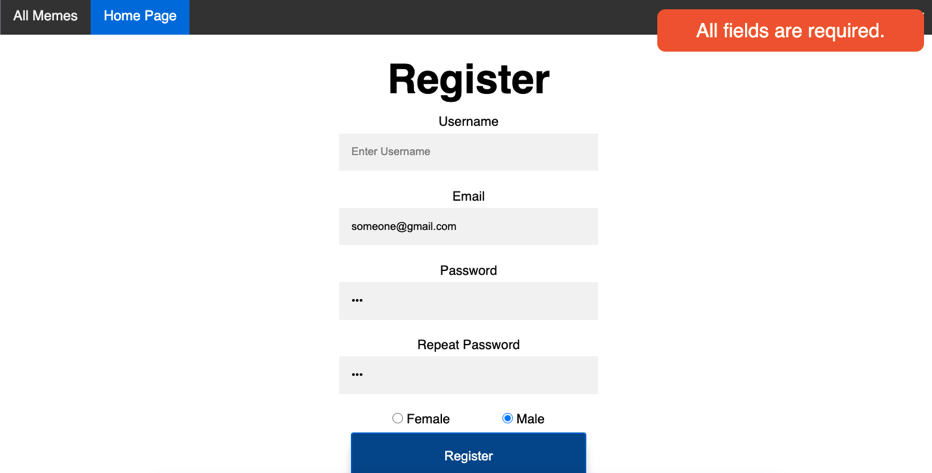 All Memes Home Page
All fields are required.
Register
Username
Enter Username
Email
someone@gmail.com
Password
•••
Repeat Password
•••
Female Male
Register